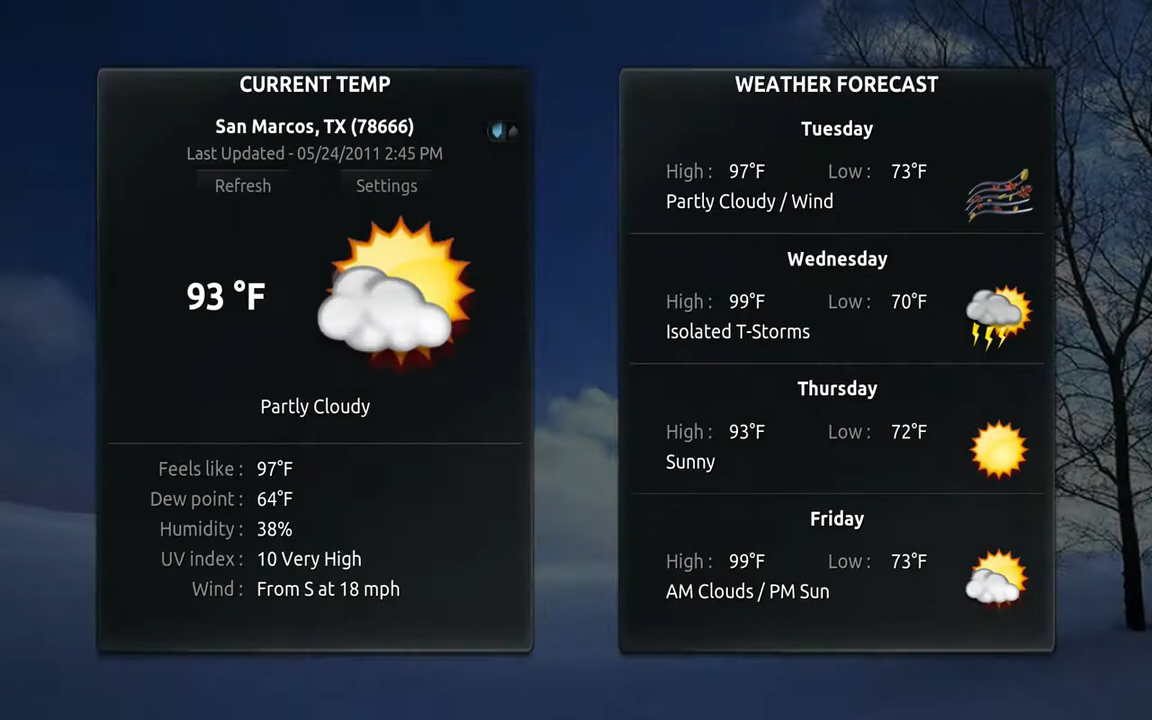 CURRENT TEMP
San Marcos, TX (78666)
Last Updated - 05/24/2011 2:45 PM
Refresh Settings
93 °F
Partly Cloudy
Feels like : 97°F
Dew point : 64°F
Humidity : 38%
UV index : 10 Very High
Wind : From S at 18 mph
WEATHER FORECAST
Tuesday
High : 97°F Low : 73°F
Partly Cloudy / Wind
Wednesday
High : 99°F Low : 70°F
Isolated T-Storms
Thursday
High : 93°F Low : 72°F
Sunny
Friday
High : 99°F Low : 73°F
AM Clouds / PM Sun